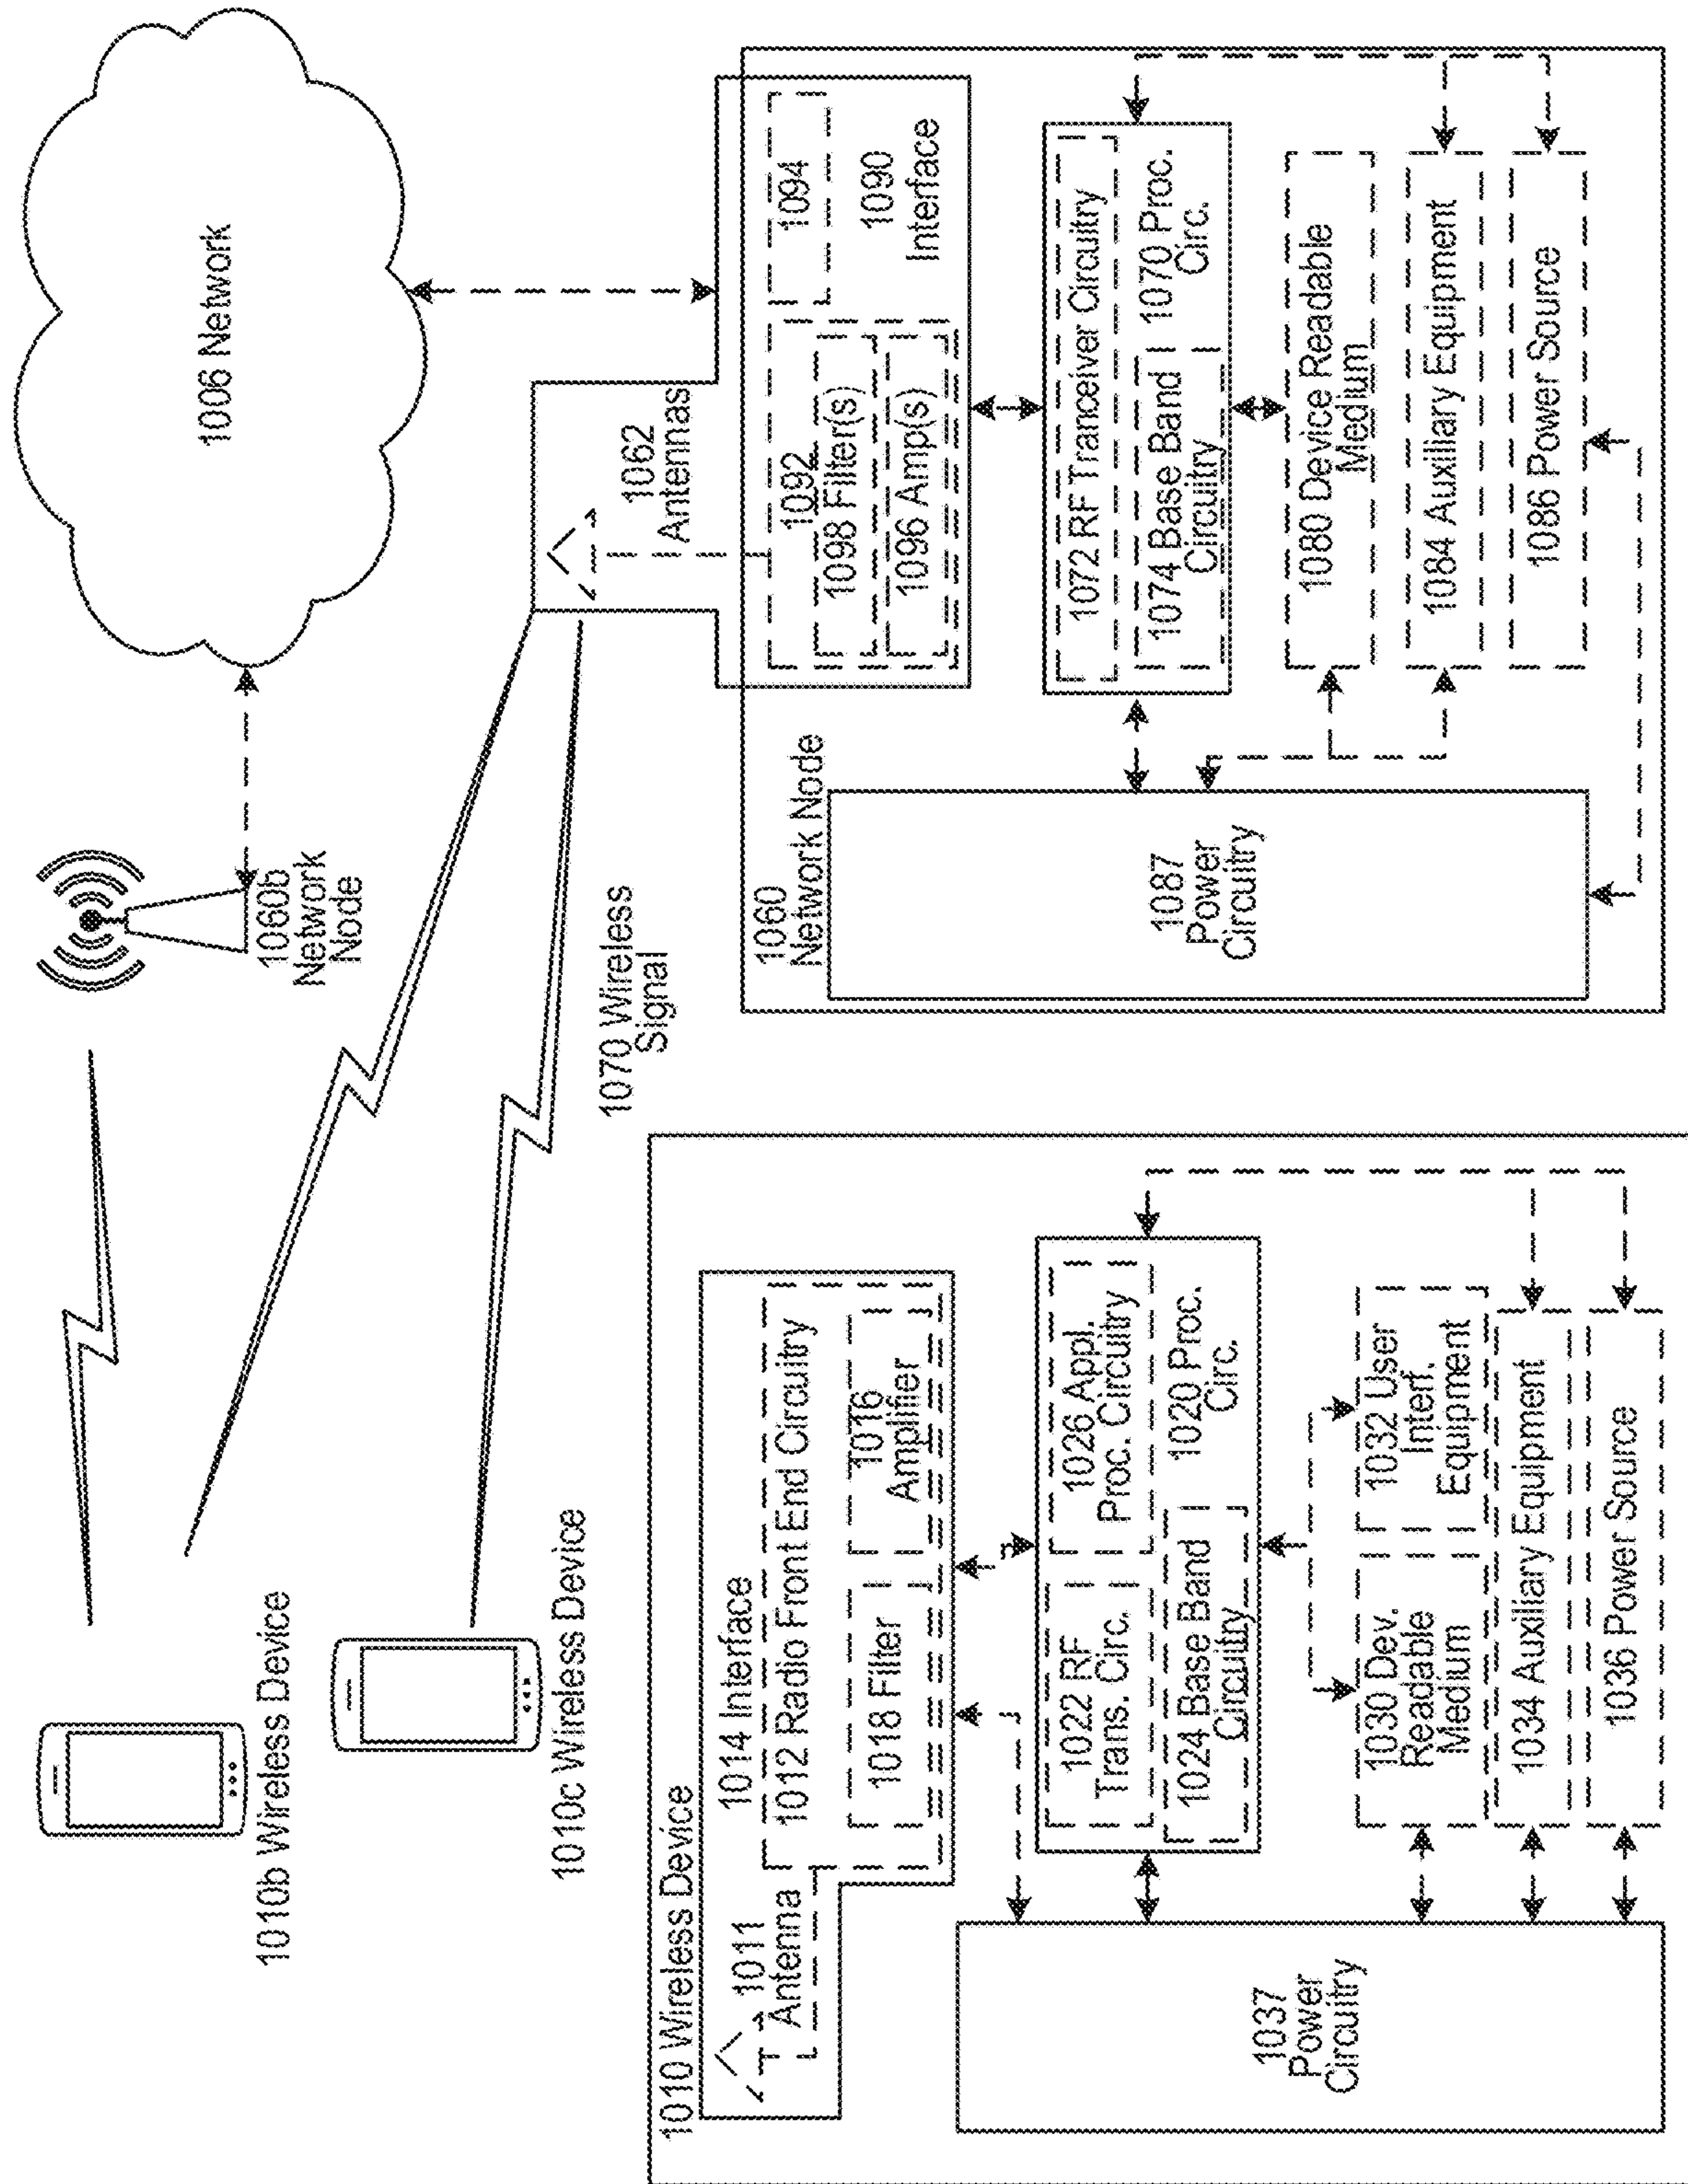 1006 Network
1060b
Network
Node
1010b Wireless Device
1010c Wireless Device
1070 Wireless
Signal
1062
Antennas
1010 Wireless Device
1011
Antenna
1014 Interface
1012 Radio Front End Circuitry
1018 Filter
1016
Amplifier
1022 RF
Trans. Circ.
1026 Appl.
Proc. Circuitry
1024 Base Band
Circuitry
1020 Proc.
Circ.
1030 Dev.
Readable
Medium
1032 User
Interf.
Equipment
1034 Auxiliary Equipment
1036 Power Source
1037
Power
Circuitry
1060
Network Node
1092
1098 Filter(s)
1096 Amp(s)
1094
1090
Interface
1072 RF Tranceiver Circuitry
1074 Base Band
Circuitry
1070 Proc.
Circ.
1080 Device Readable
Medium
1084 Auxiliary Equipment
1086 Power Source
1087
Power
Circuitry